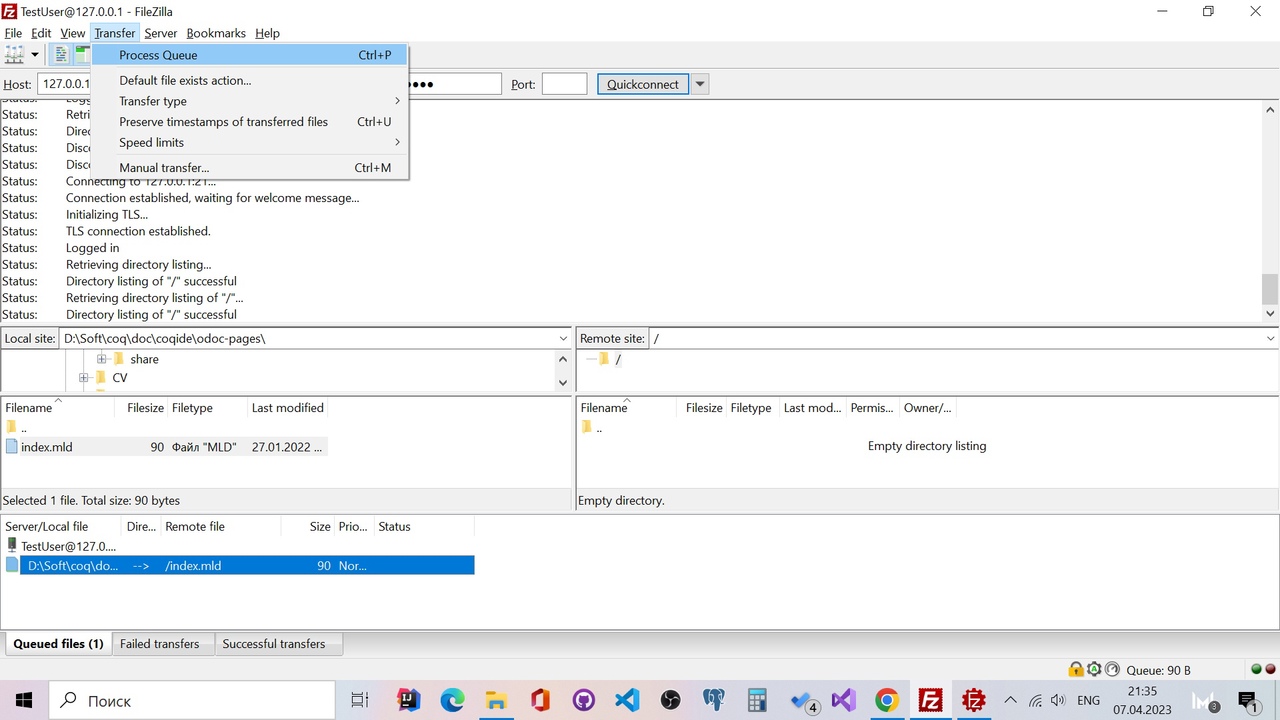 TestUser@127.0.0.1 - FileZilla
File Edit View Transfer Server Bookmarks Help
Process Queue Ctrl+P
Default file exists action...
Transfer type
Preserve timestamps of transferred files Ctrl+U
Speed limits
Manual transfer... Ctrl+M
Host: 127.0.0.1 ●●●● Port: Quickconnect
Status:
Status: Retri
Status: Direc
Status: Disco
Status: Disco
Status: Connecting to 127.0.0.1:21...
Status: Connection established, waiting for welcome message...
Status: Initializing TLS...
Status: TLS connection established.
Status: Logged in
Status: Retrieving directory listing...
Status: Directory listing of "/" successful
Status: Retrieving directory listing of "/"...
Status: Directory listing of "/" successful
Local site: D:\Soft\coq\doc\coqide\odoc-pages\
share
CV
Remote site: /
/
Filename Filesize Filetype Last modified
..
index.mld 90 Файл "MLD" 27.01.2022 ...
Selected 1 file. Total size: 90 bytes
Filename Filesize Filetype Last mod... Permis... Owner/...
..
Empty directory listing
Empty directory.
Server/Local file Dire... Remote file Size Prio... Status
TestUser@127.0....
D:\Soft\coq\do... --> /index.mld 90 Nor...
Queued files (1) Failed transfers Successful transfers
Queue: 90 B
Поиск 4 ENG 21:35 3 1
07.04.2023